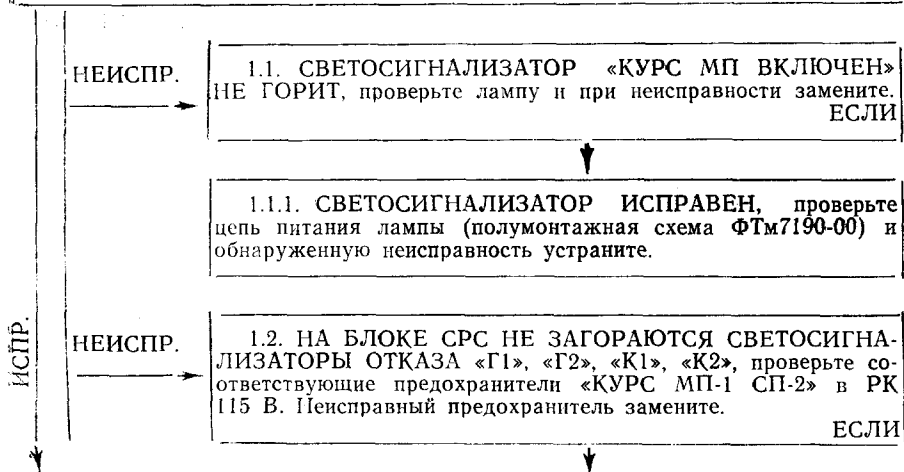 НЕИСПР.
1.1. СВЕТОСИГНАЛИЗАТОР «КУРС МП ВКЛЮЧЕН»
НЕ ГОРИТ, проверьте лампу и при неисправности замените.
ЕСЛИ
1.1.1. СВЕТОСИГНАЛИЗАТОР ИСПРАВЕН, проверьте
цепь питания лампы (полумонтажная схема ФТм7190-00) и
обнаруженную неисправность устраните.
ИСПР.
НЕИСПР.
1.2. НА БЛОКЕ СРС НЕ ЗАГОРАЮТСЯ СВЕТОСИГНА-
ЛИЗАТОРЫ ОТКАЗА «Г1», «Г2», «К1», «К2», проверьте со-
ответствующие предохранители «КУРС МП-1 СП-2» в РК
115 В. Неисправный предохранитель замените.
ЕСЛИ